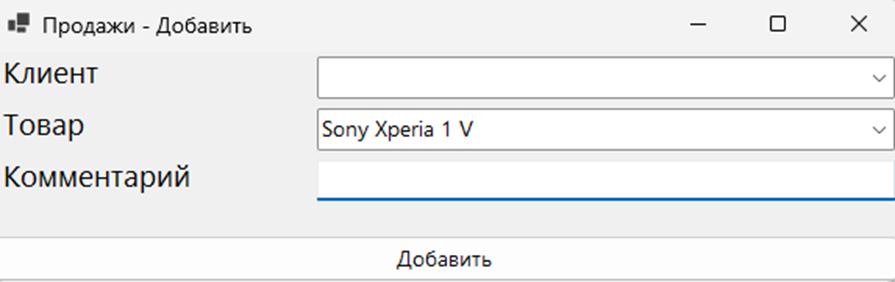 Продажи - Добавить
Клиент
Товар Sony Xperia 1 V
Комментарий
Добавить